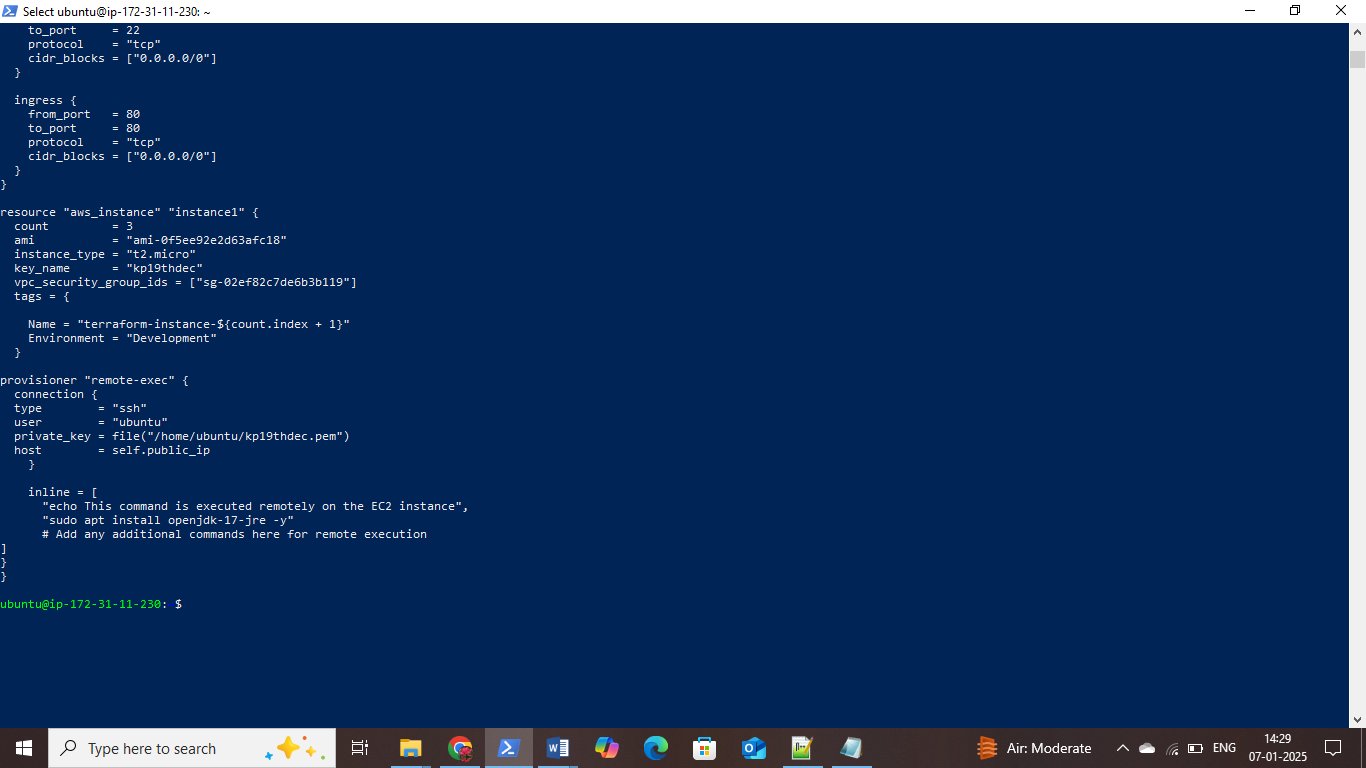 Select ubuntu@ip-172-31-11-230: ~
    to_port     = 22
    protocol    = "tcp"
    cidr_blocks = ["0.0.0.0/0"]
  }

  ingress {
    from_port   = 80
    to_port     = 80
    protocol    = "tcp"
    cidr_blocks = ["0.0.0.0/0"]
  }
}

resource "aws_instance" "instance1" {
  count         = 3
  ami           = "ami-0f5ee92e2d63afc18"
  instance_type = "t2.micro"
  key_name      = "kp19thdec"
  vpc_security_group_ids = ["sg-02ef82c7de6b3b119"]
  tags = {

    Name = "terraform-instance-${count.index + 1}"
    Environment = "Development"
  }

provisioner "remote-exec" {
  connection {
  type        = "ssh"
  user        = "ubuntu"
  private_key = file("/home/ubuntu/kp19thdec.pem")
  host        = self.public_ip
    }

    inline = [
      "echo This command is executed remotely on the EC2 instance",
      "sudo apt install openjdk-17-jre -y"
      # Add any additional commands here for remote execution
]
}
}

ubuntu@ip-172-31-11-230: $
Type here to search
Air: Moderate
ENG
14:29
07-01-2025